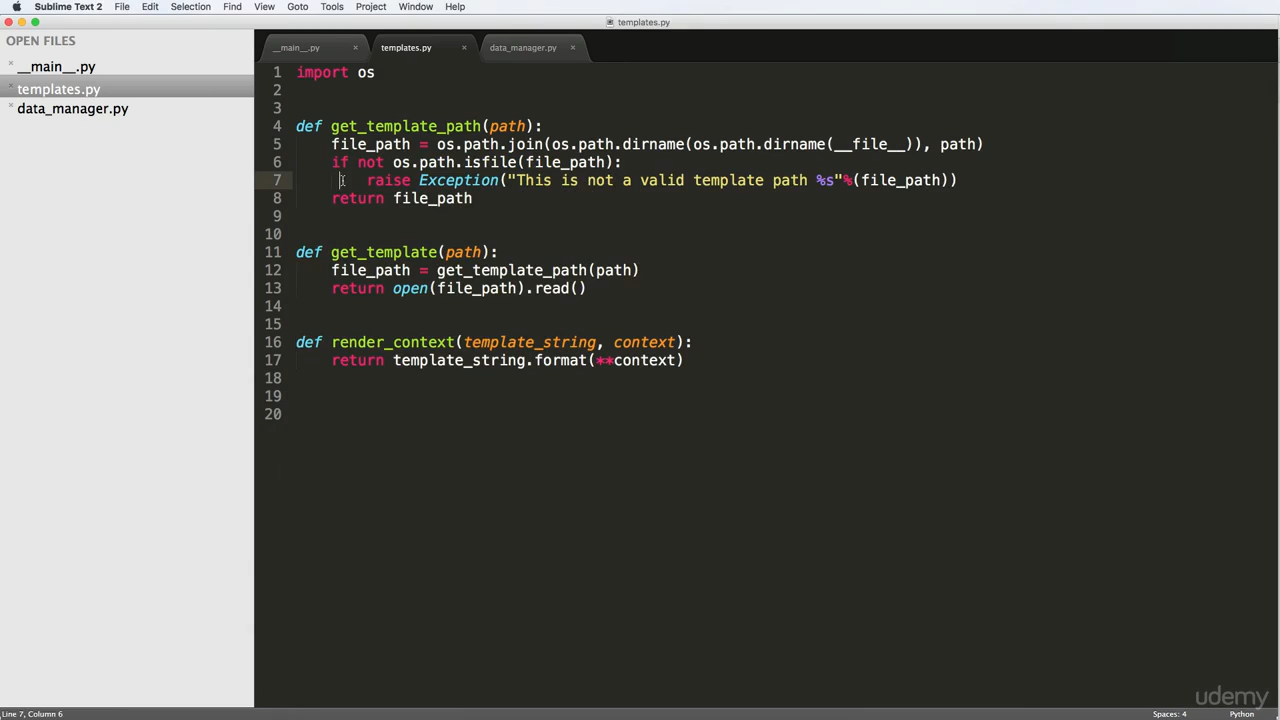 Sublime Text 2 File Edit Selection Find View Goto Tools Project Window Help
templates.py
OPEN FILES
__main__.py
templates.py
data_manager.py
__main__.py × templates.py × data_manager.py ×
1 import os
2
3
4 def get_template_path(path):
5 file_path = os.path.join(os.path.dirname(os.path.dirname(__file__)), path)
6 if not os.path.isfile(file_path):
7 raise Exception("This is not a valid template path %s"%(file_path))
8 return file_path
9
10
11 def get_template(path):
12 file_path = get_template_path(path)
13 return open(file_path).read()
14
15
16 def render_context(template_string, context):
17 return template_string.format(**context)
18
19
20
udemy
Line 7, Column 6 Spaces: 4 Python